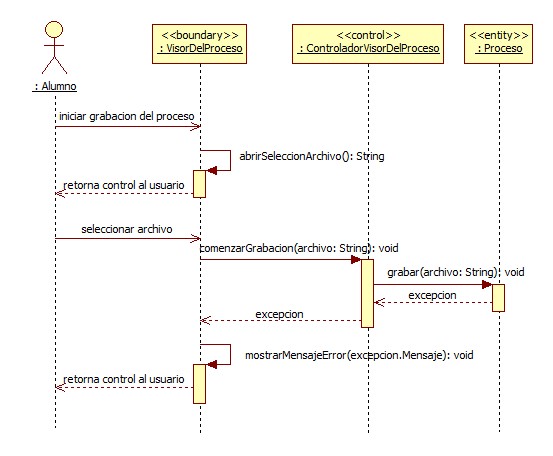 <<boundary>>
: VisorDelProceso
<<control>>
: ControladorVisorDelProceso
<<entity>>
: Proceso
: Alumno
iniciar grabacion del proceso
abrirSeleccionArchivo(): String
retorna control al usuario
seleccionar archivo
comenzarGrabacion(archivo: String): void
grabar(archivo: String): void
excepcion
excepcion
mostrarMensajeError(excepcion.Mensaje): void
retorna control al usuario